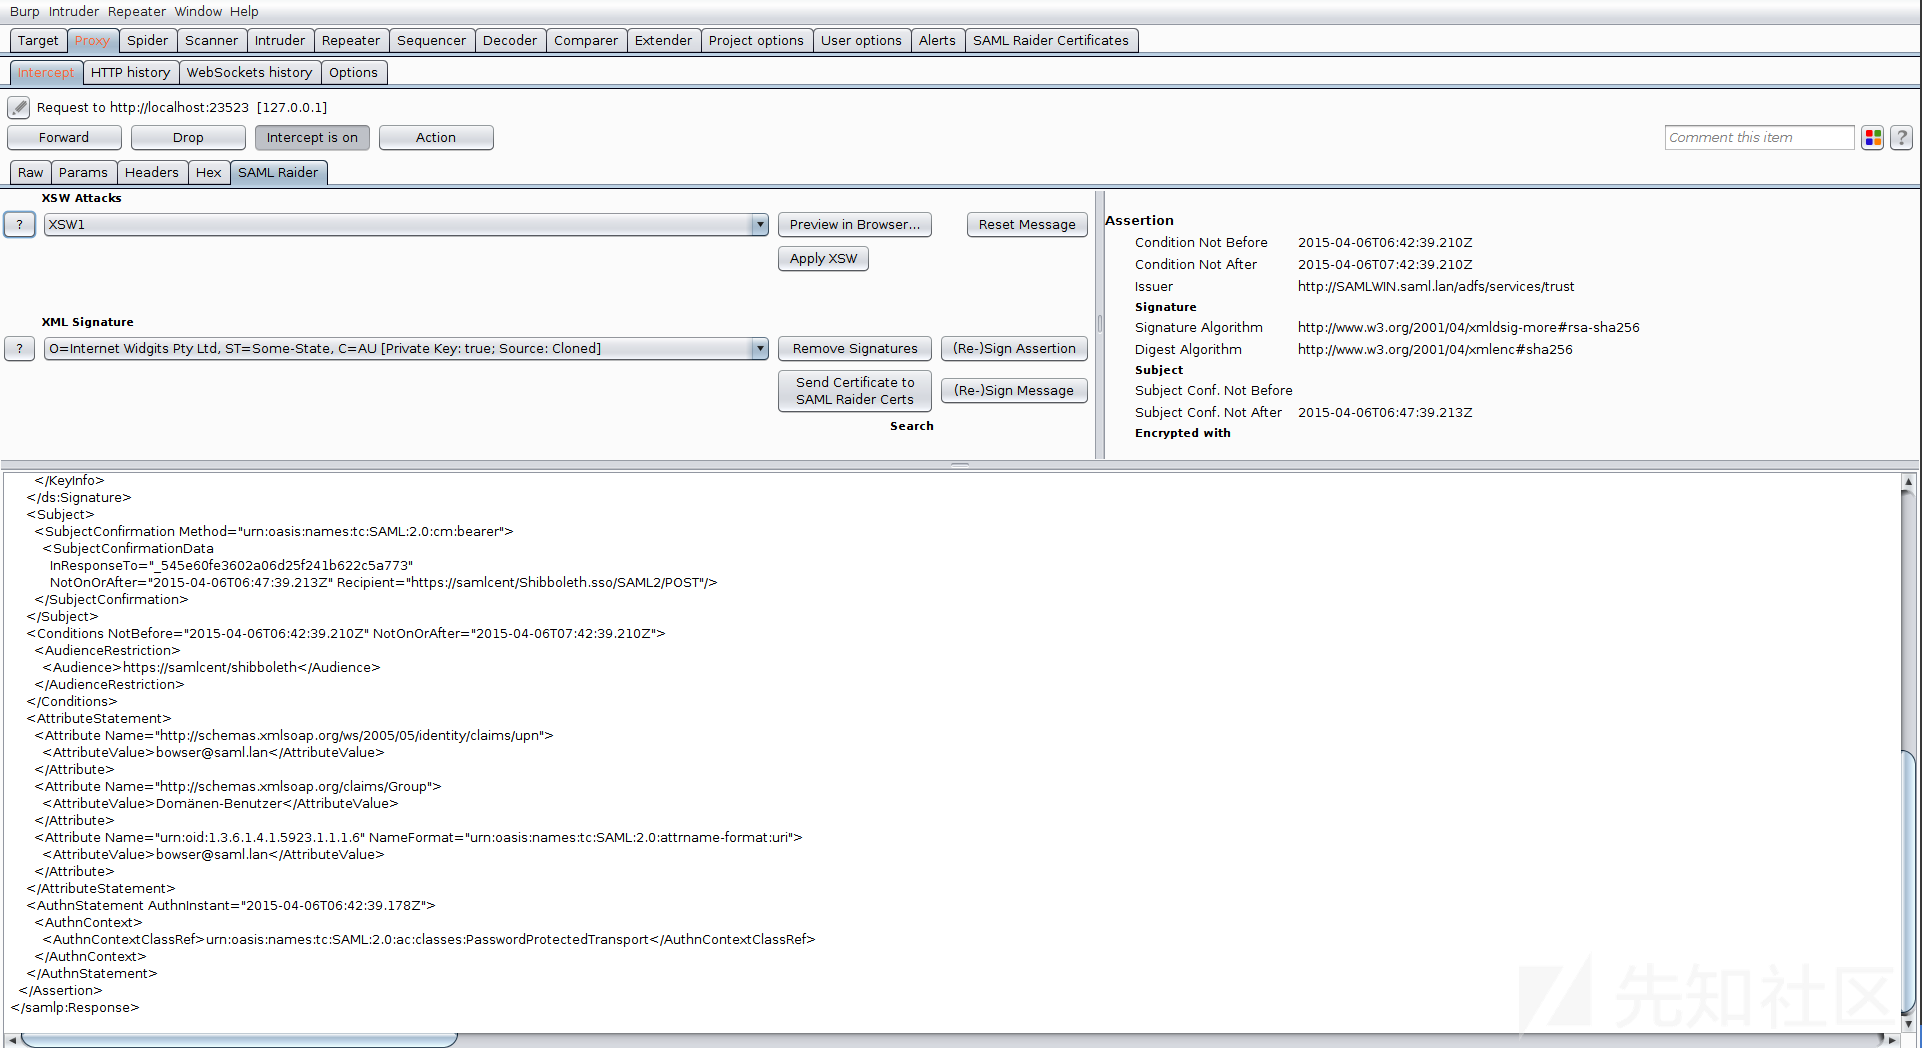 Burp Intruder Repeater Window Help
Target Proxy Spider Scanner Intruder Repeater Sequencer Decoder Comparer Extender Project options User options Alerts SAML Raider Certificates
Intercept HTTP history WebSockets history Options
Request to http://localhost:23523 [127.0.0.1]
Forward Drop Intercept is on Action Comment this item ?
Raw Params Headers Hex SAML Raider
XSW Attacks
? XSW1 Preview in Browser... Reset Message
Apply XSW
XML Signature
? O=Internet Widgits Pty Ltd, ST=Some-State, C=AU [Private Key: true; Source: Cloned] Remove Signatures (Re-)Sign Assertion
Send Certificate to
SAML Raider Certs
(Re-)Sign Message
Search
Assertion
Condition Not Before 2015-04-06T06:42:39.210Z
Condition Not After 2015-04-06T07:42:39.210Z
Issuer http://SAMLWIN.saml.lan/adfs/services/trust
Signature
Signature Algorithm http://www.w3.org/2001/04/xmldsig-more#rsa-sha256
Digest Algorithm http://www.w3.org/2001/04/xmlenc#sha256
Subject
Subject Conf. Not Before
Subject Conf. Not After 2015-04-06T06:47:39.213Z
Encrypted with
</KeyInfo>
</ds:Signature>
<Subject>
<SubjectConfirmation Method="urn:oasis:names:tc:SAML:2.0:cm:bearer">
<SubjectConfirmationData
InResponseTo="_545e60fe3602a06d25f241b622c5a773"
NotOnOrAfter="2015-04-06T06:47:39.213Z" Recipient="https://samlcent/Shibboleth.sso/SAML2/POST"/>
</SubjectConfirmation>
</Subject>
<Conditions NotBefore="2015-04-06T06:42:39.210Z" NotOnOrAfter="2015-04-06T07:42:39.210Z">
<AudienceRestriction>
<Audience>https://samlcent/shibboleth</Audience>
</AudienceRestriction>
</Conditions>
<AttributeStatement>
<Attribute Name="http://schemas.xmlsoap.org/ws/2005/05/identity/claims/upn">
<AttributeValue>bowser@saml.lan</AttributeValue>
</Attribute>
<Attribute Name="http://schemas.xmlsoap.org/claims/Group">
<AttributeValue>Domänen-Benutzer</AttributeValue>
</Attribute>
<Attribute Name="urn:oid:1.3.6.1.4.1.5923.1.1.1.6" NameFormat="urn:oasis:names:tc:SAML:2.0:attrname-format:uri">
<AttributeValue>bowser@saml.lan</AttributeValue>
</Attribute>
</AttributeStatement>
<AuthnStatement AuthnInstant="2015-04-06T06:42:39.178Z">
<AuthnContext>
<AuthnContextClassRef>urn:oasis:names:tc:SAML:2.0:ac:classes:PasswordProtectedTransport</AuthnContextClassRef>
</AuthnContext>
</AuthnStatement>
</Assertion>
</samlp:Response>
先知社区